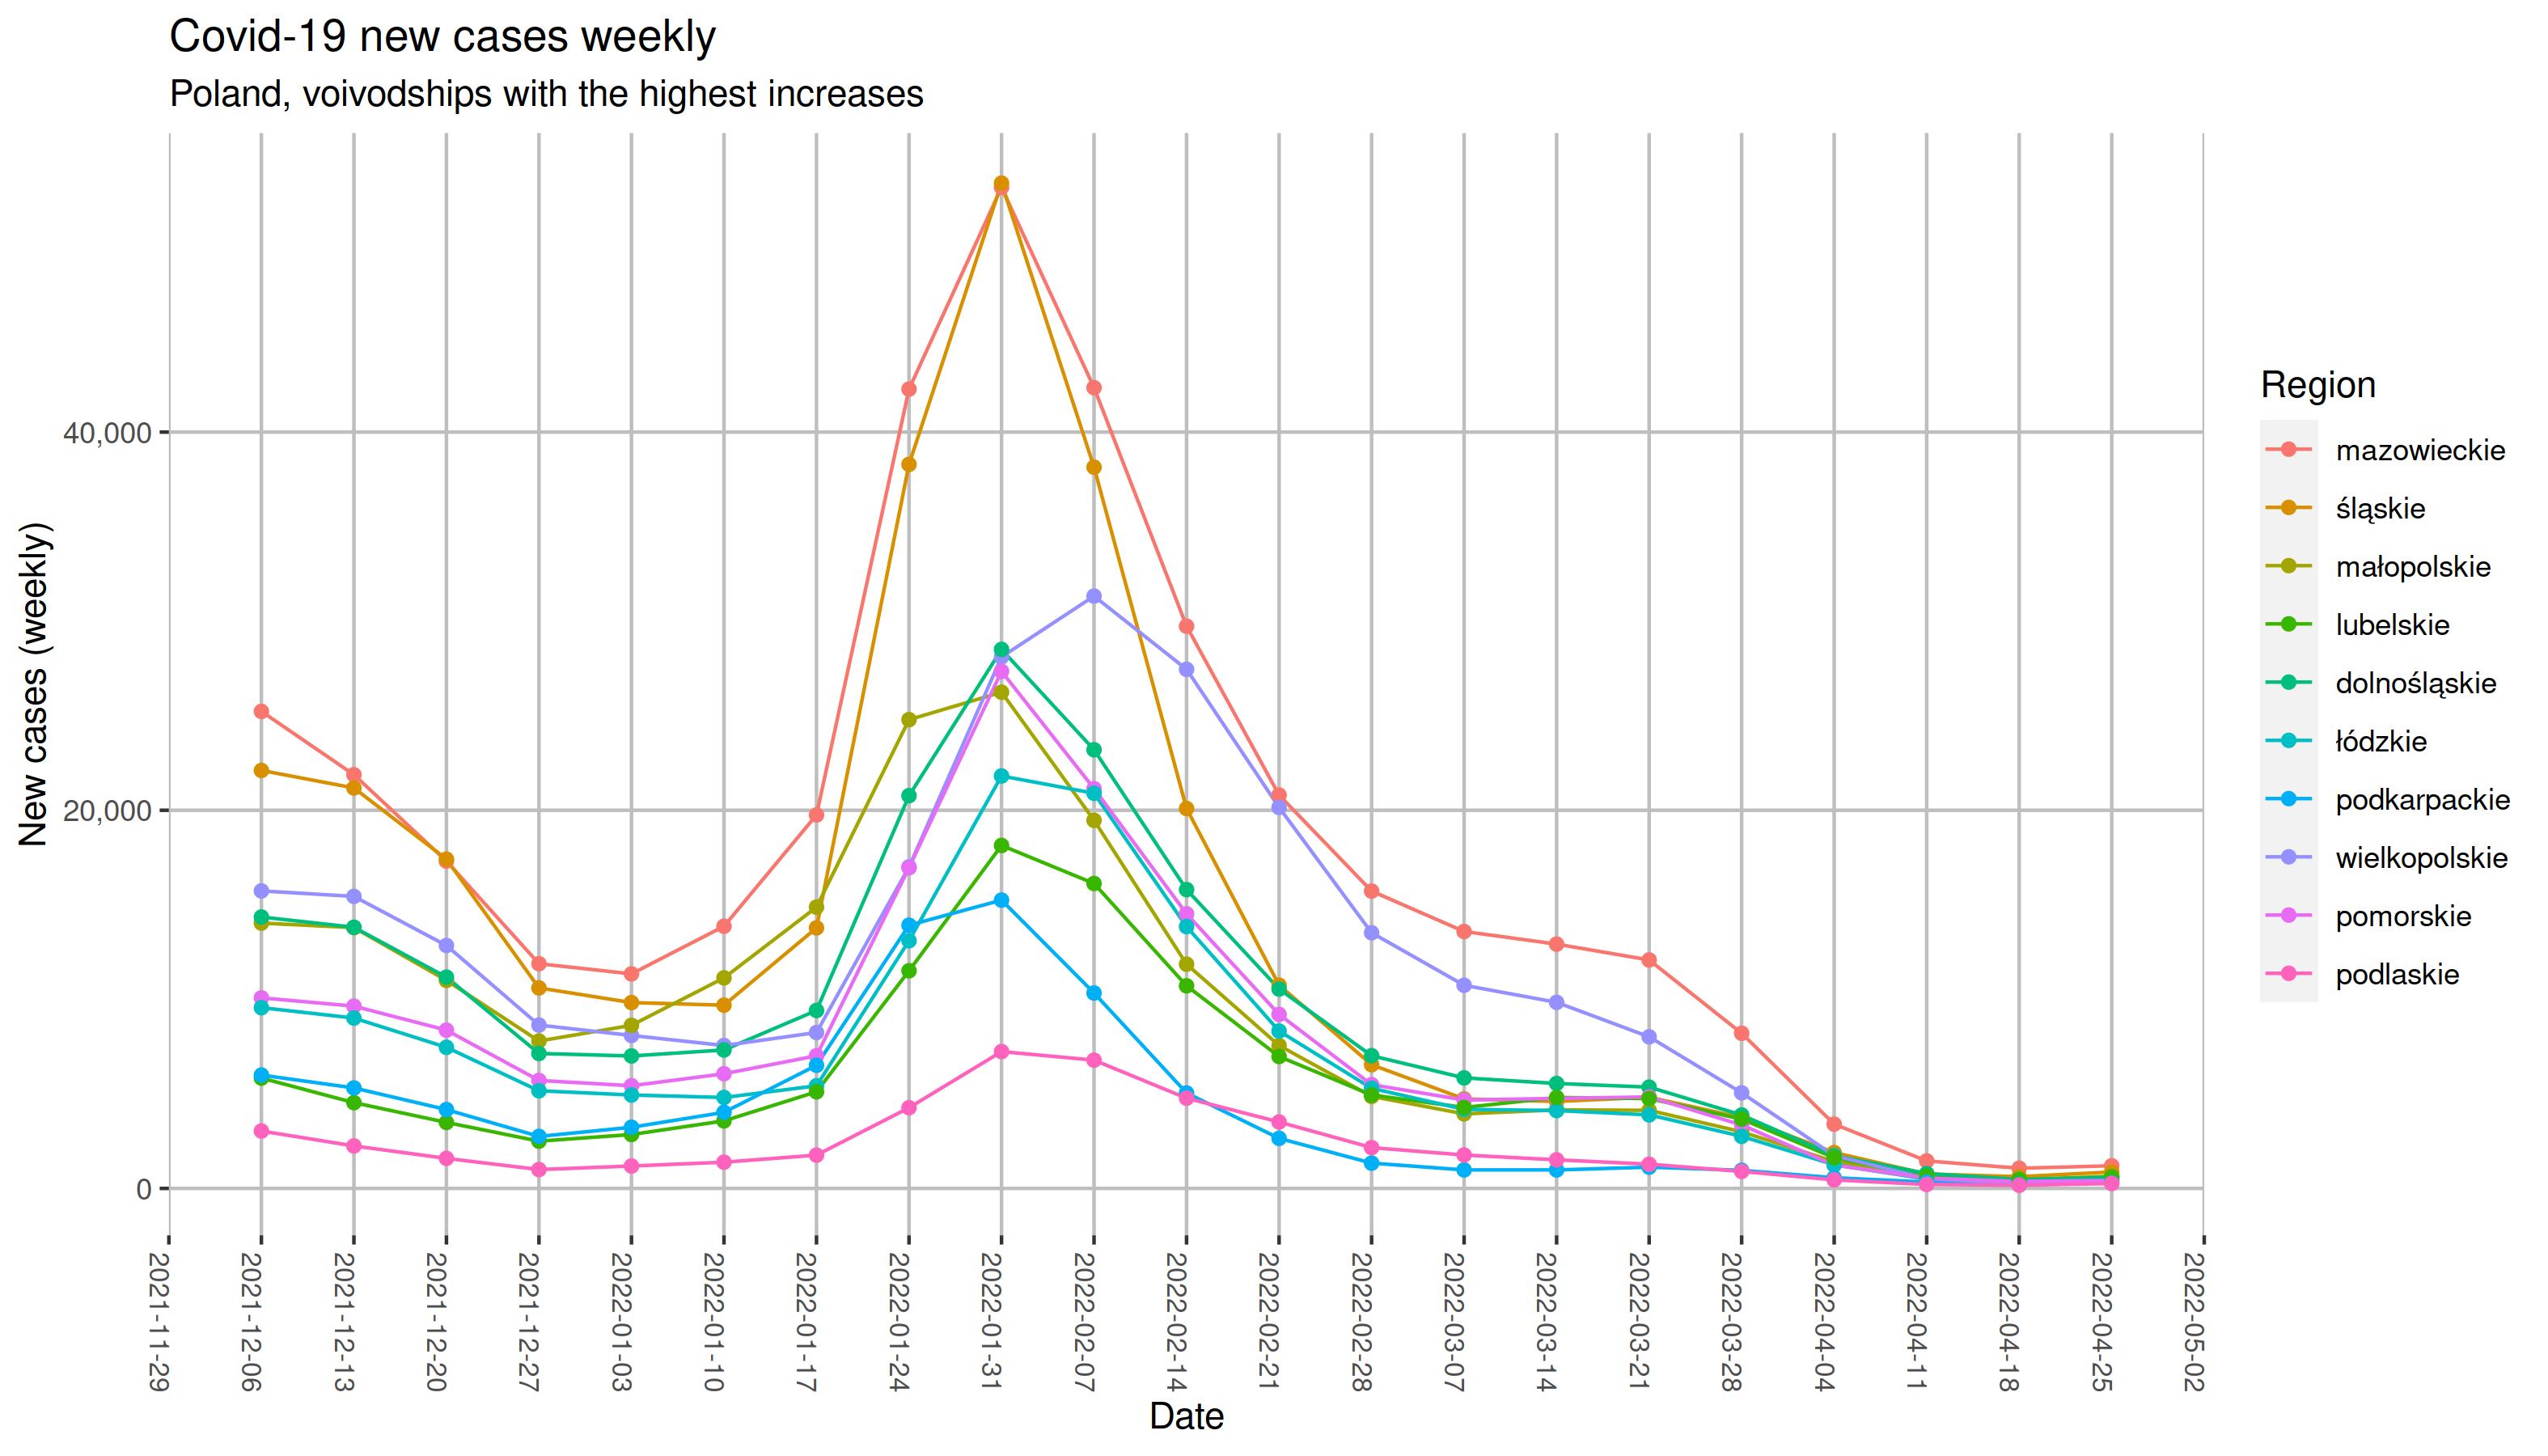 Covid-19 new cases weekly
Poland, voivodships with the highest increases
New cases (weekly)
40,000
20,000
0
2021-11-29
2021-12-06
2021-12-13
2021-12-20
2021-12-27
2022-01-03
2022-01-10
2022-01-17
2022-01-24
2022-01-31
2022-02-07
2022-02-14
2022-02-21
2022-02-28
2022-03-07
2022-03-14
2022-03-21
2022-03-28
2022-04-04
2022-04-11
2022-04-18
2022-04-25
2022-05-02
Date
Region
mazowieckie
śląskie
małopolskie
lubelskie
dolnośląskie
łódzkie
podkarpackie
wielkopolskie
pomorskie
podlaskie